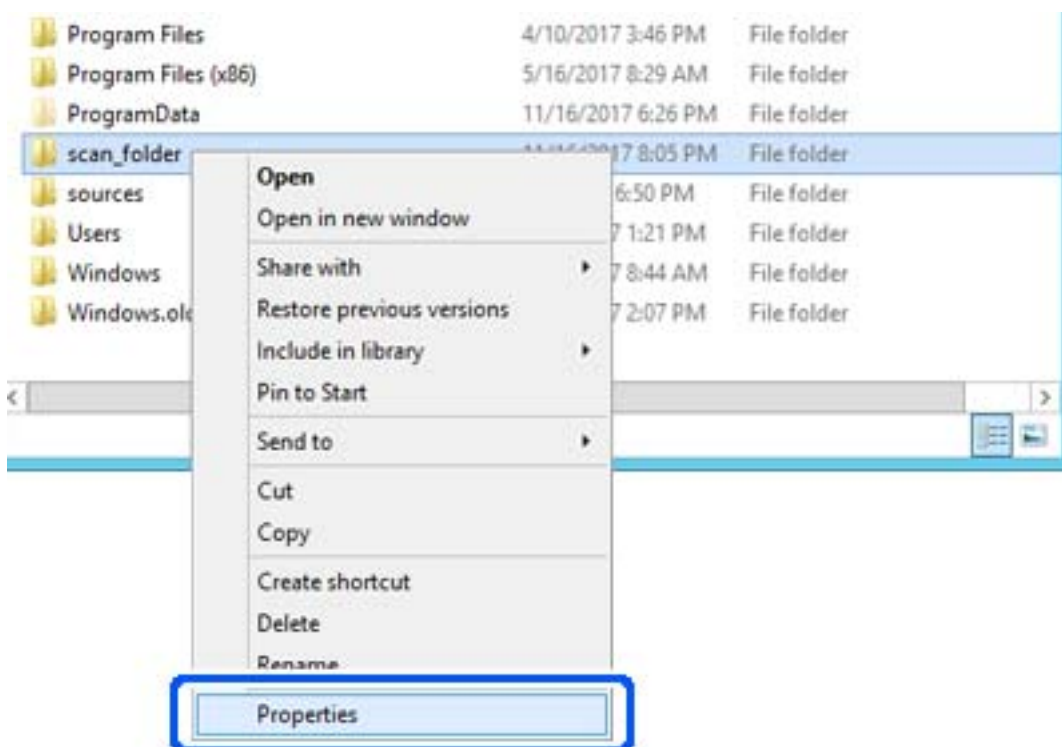 Program Files 4/10/2017 3:46 PM File folder
Program Files (x86) 5/16/2017 8:29 AM File folder
ProgramData 11/16/2017 6:26 PM File folder
scan_folder 17 8:05 PM File folder
sources 6:50 PM File folder
Users 7 1:21 PM File folder
Windows 7 8:44 AM File folder
Windows.old 7 2:07 PM File folder
Open
Open in new window
Share with
Restore previous versions
Include in library
Pin to Start
Send to
Cut
Copy
Create shortcut
Delete
Rename
Properties